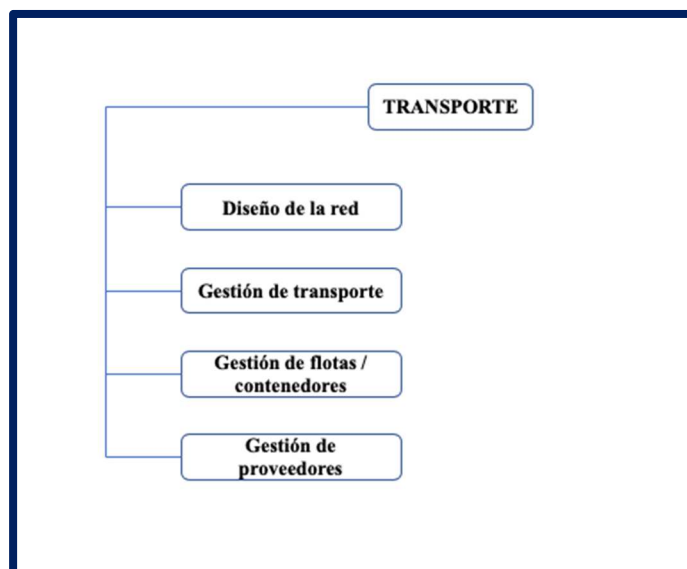 TRANSPORTE
Diseño de la red
Gestión de transporte
Gestión de flotas /
contenedores
Gestión de
proveedores